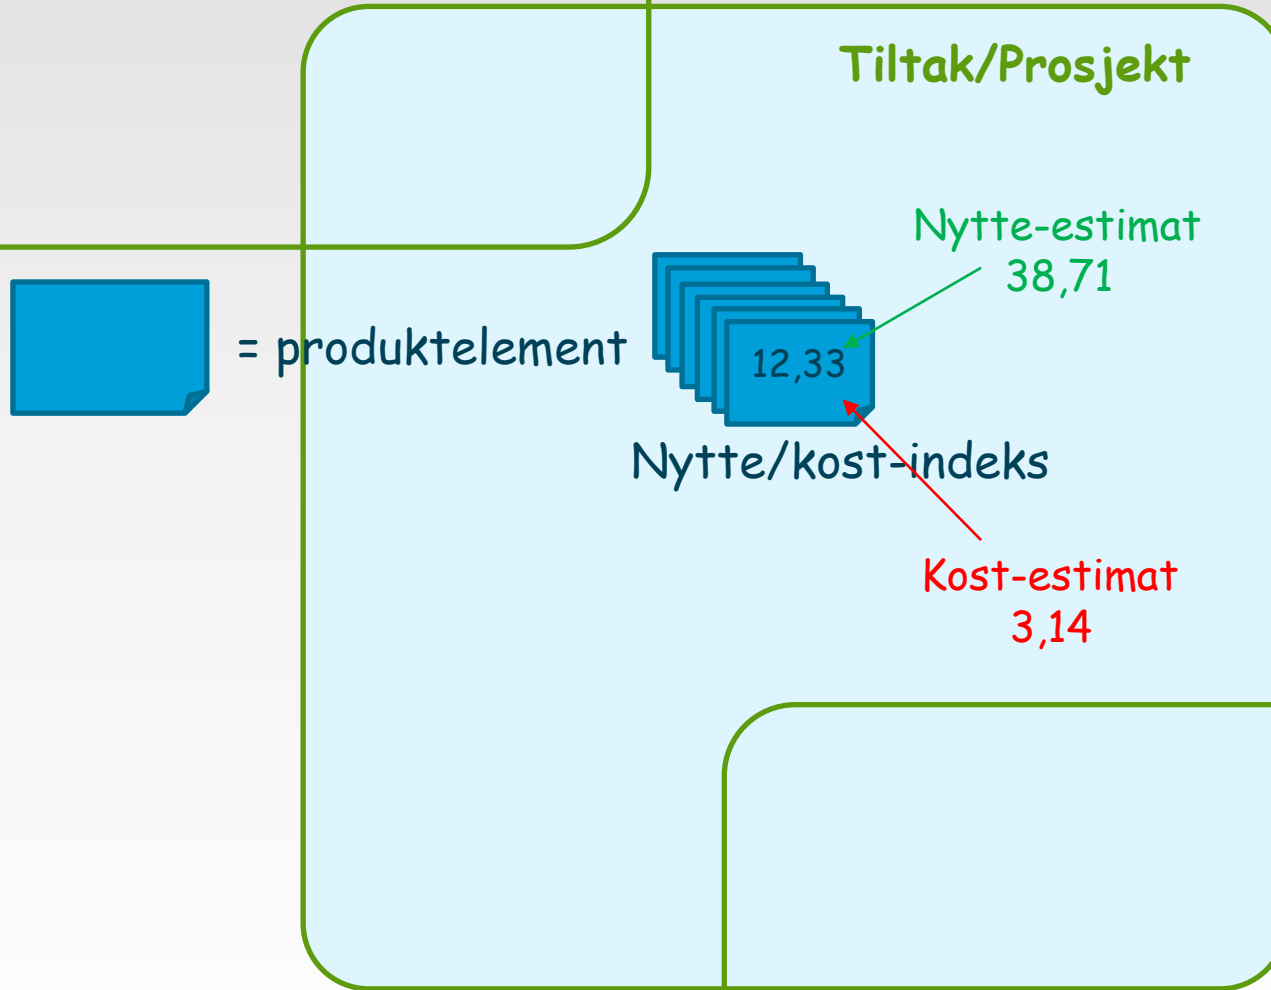 Tiltak/Prosjekt
Nytte-estimat
38,71
= produktelement
12,33
Nytte/kost-indeks
Kost-estimat
3,14